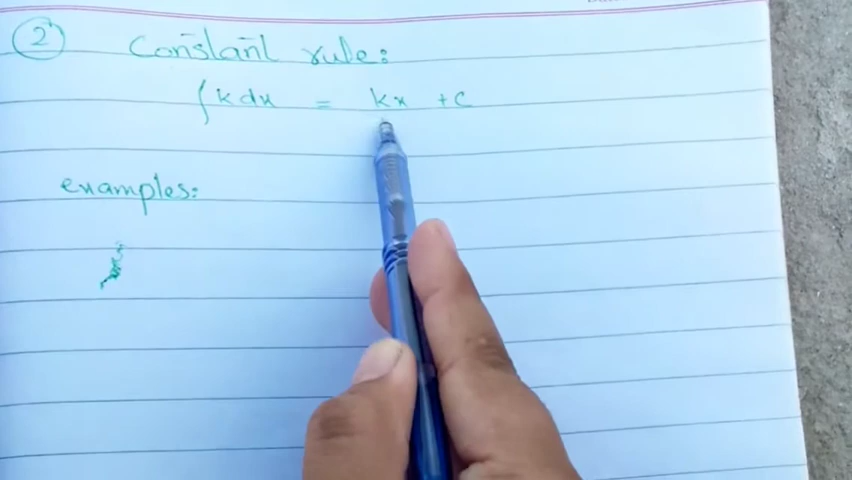 2 Constant rule:
∫ k dx = kx + c
examples: